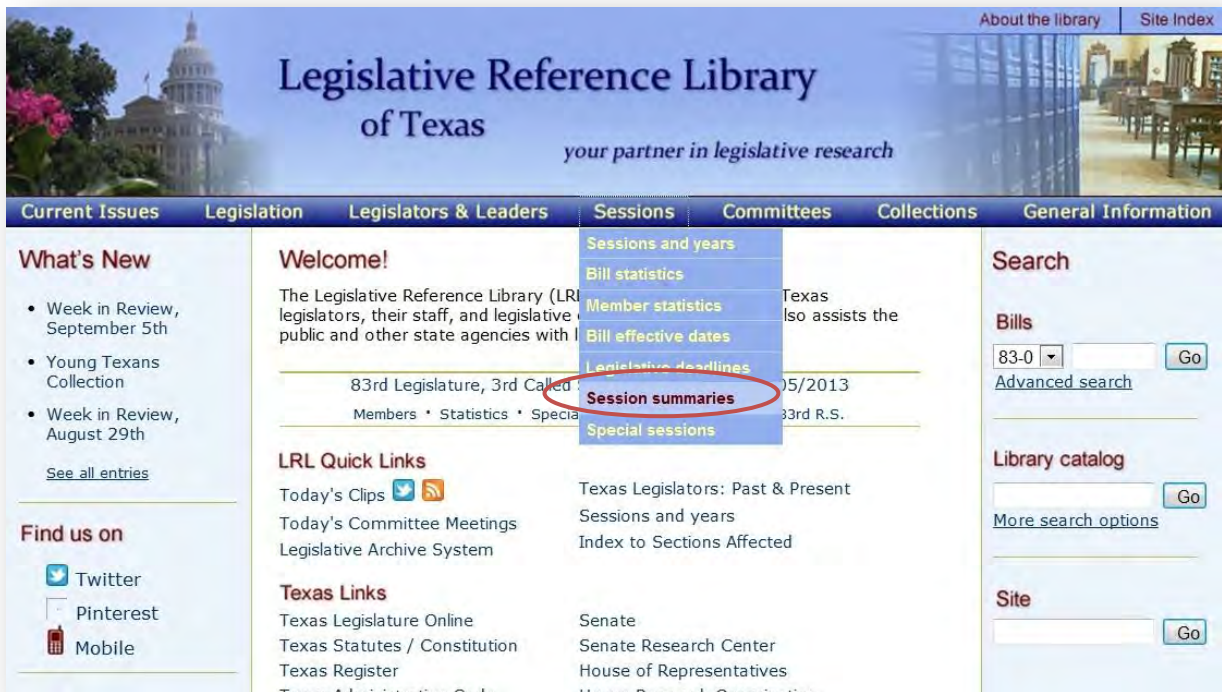 About the library
Site Index
Legislative Reference Library
of Texas
your partner in legislative research
Current Issues Legislation Legislators & Leaders Sessions Committees Collections General Information
What's New
• Week in Review,
September 5th
• Young Texans
Collection
• Week in Review,
August 29th
See all entries
Find us on
Twitter
Pinterest
Mobile
Welcome!
The Legislative Reference Library (LRL Texas
legislators, their staff, and legislative lso assists the
public and other state agencies with l
83rd Legislature, 3rd Called 05/2013
Members • Statistics • Specia 83rd R.S.
Sessions and years
Bill statistics
Member statistics
Bill effective dates
Legislative deadlines
Session summaries
Special sessions
LRL Quick Links
Today's Clips
Today's Committee Meetings
Legislative Archive System
Texas Legislators: Past & Present
Sessions and years
Index to Sections Affected
Texas Links
Texas Legislature Online
Texas Statutes / Constitution
Texas Register
Senate
Senate Research Center
House of Representatives
Search
Bills
83-0 Go
Advanced search
Library catalog
Go
More search options
Site
Go